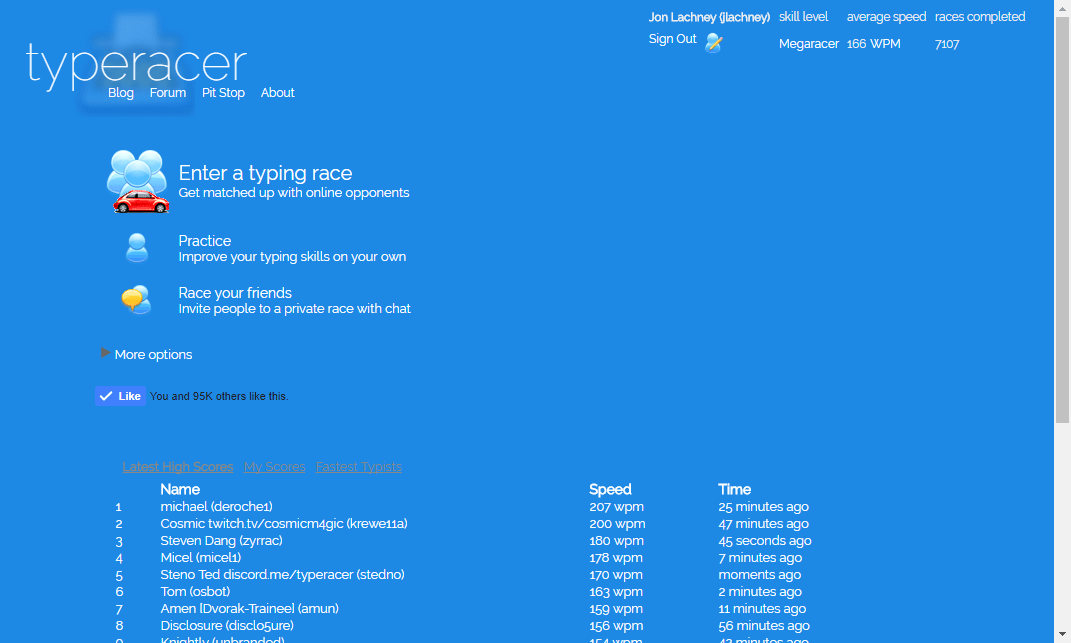 Jon Lachney (jlachney) skill level average speed races completed
Sign Out Megaracer 166 WPM 7107
typeracer
Blog Forum Pit Stop About
Enter a typing race
Get matched up with online opponents
Practice
Improve your typing skills on your own
Race your friends
Invite people to a private race with chat
More options
Like You and 95K others like this.
Latest High Scores My Scores Fastest Typists
Name Speed Time
1 michael (deroche1) 207 wpm 25 minutes ago
2 Cosmic twitch.tv/cosmicm4gic (krewe11a) 200 wpm 47 minutes ago
3 Steven Dang (zyrrac) 180 wpm 45 seconds ago
4 Micel (micel1) 178 wpm 7 minutes ago
5 Steno Ted discord.me/typeracer (stedno) 170 wpm moments ago
6 Tom (osbot) 163 wpm 2 minutes ago
7 Amen [Dvorak-Trainee] (amun) 159 wpm 11 minutes ago
8 Disclosure (disclo5ure) 156 wpm 56 minutes ago
9 Knightly (unbranded) 154 wpm 42 minutes ago